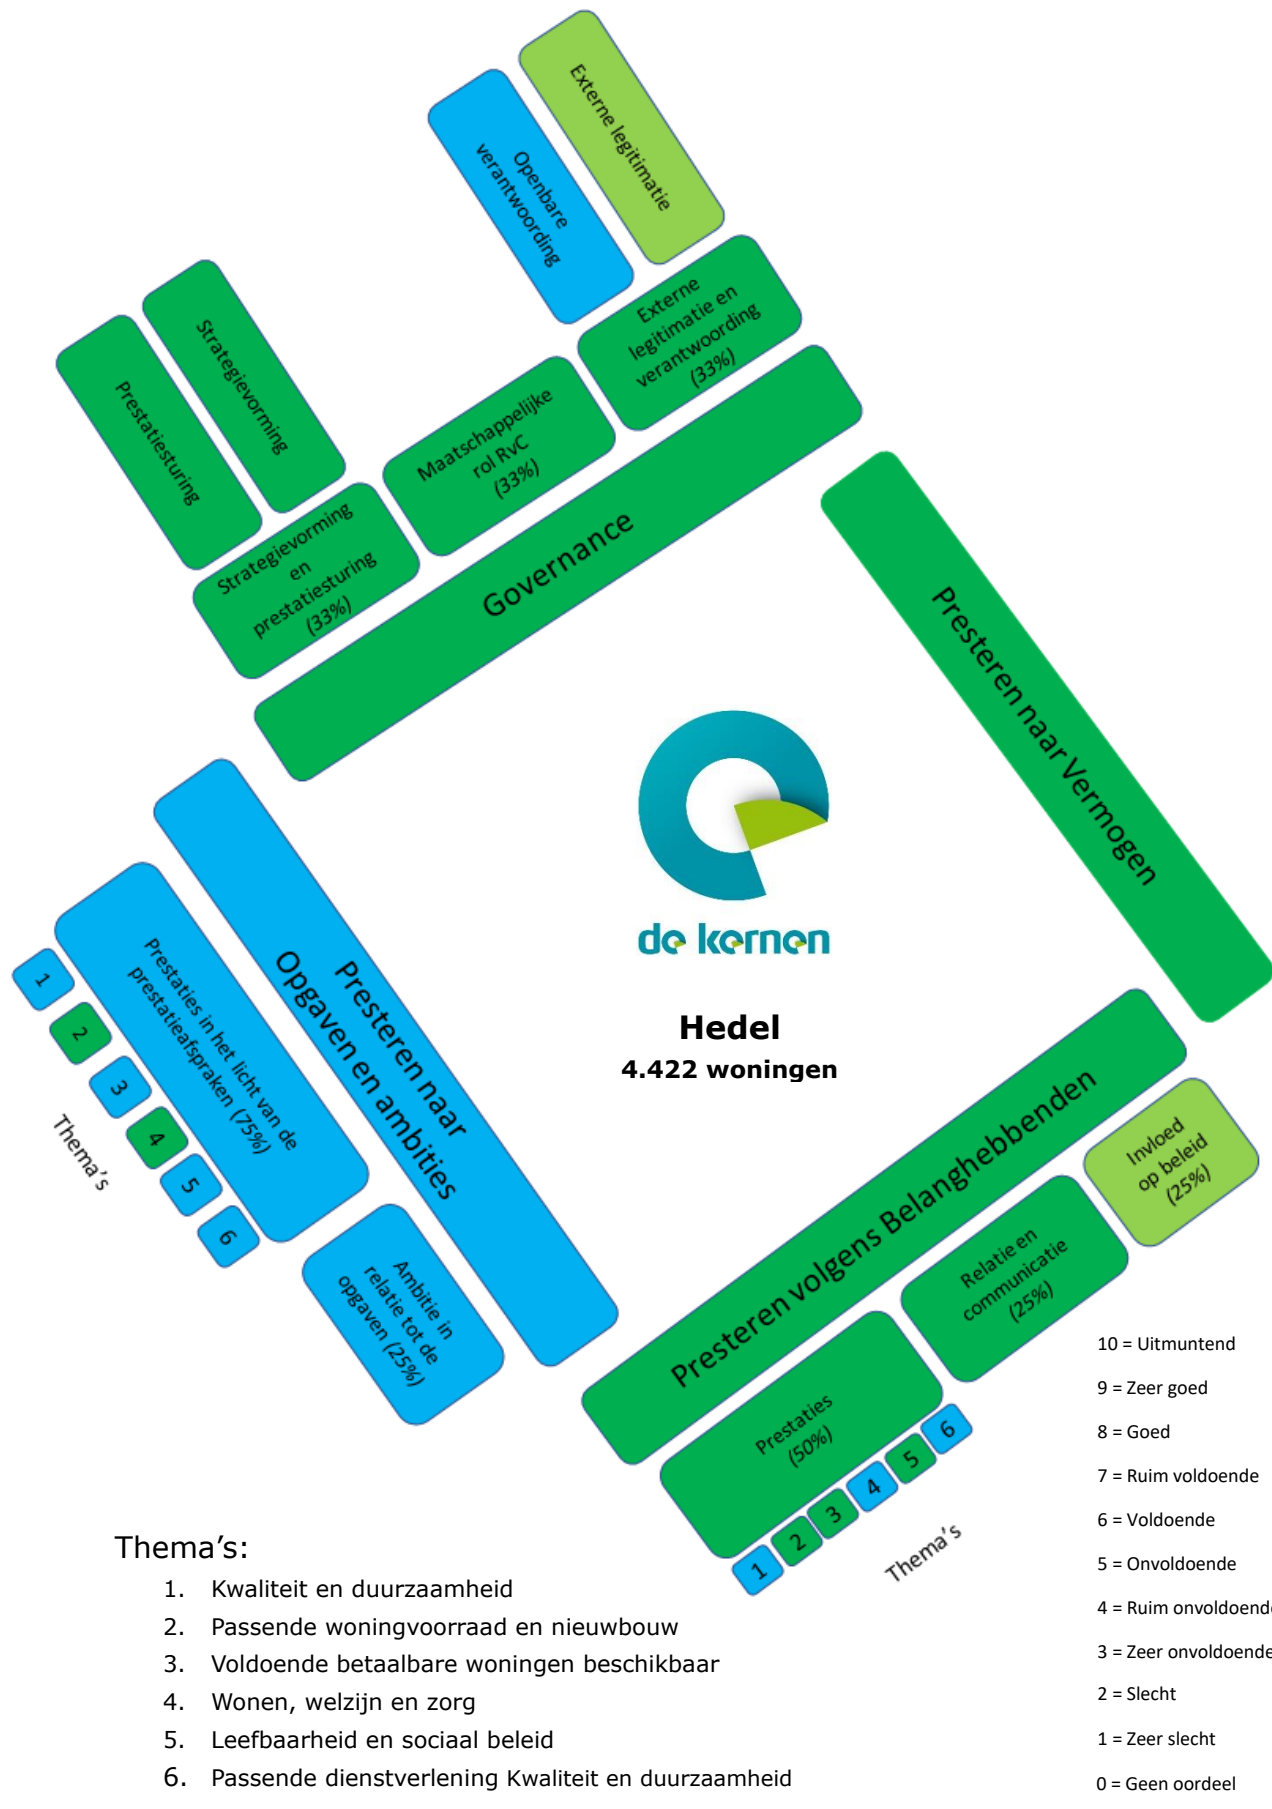 Externe legitimatie
Openbare
verantwoording
Externe
legitimatie en
verantwoording
(33%)
Strategievorming
Prestatiesturing
Maatschappelijke
rol RvC
(33%)
Strategievorming
en
prestatiesturing
(33%)
Governance
Presteren naar Vermogen
de kernen
Hedel
4.422 woningen
Presteren naar
Opgaven en ambities
Prestaties in het licht van de
prestatieafspraken (75%)
1
2
3
4
5
6
Thema's
Ambitie in
relatie tot de
opgaven (25%)
Presteren volgens Belanghebbenden
Invloed
op beleid
(25%)
Relatie en
communicatie
(25%)
Prestaties
(50%)
1
2
3
4
5
6
Thema's
10 = Uitmuntend
9 = Zeer goed
8 = Goed
7 = Ruim voldoende
6 = Voldoende
5 = Onvoldoende
4 = Ruim onvoldoende
3 = Zeer onvoldoende
2 = Slecht
1 = Zeer slecht
0 = Geen oordeel
Thema's:
1. Kwaliteit en duurzaamheid
2. Passende woningvoorraad en nieuwbouw
3. Voldoende betaalbare woningen beschikbaar
4. Wonen, welzijn en zorg
5. Leefbaarheid en sociaal beleid
6. Passende dienstverlening Kwaliteit en duurzaamheid